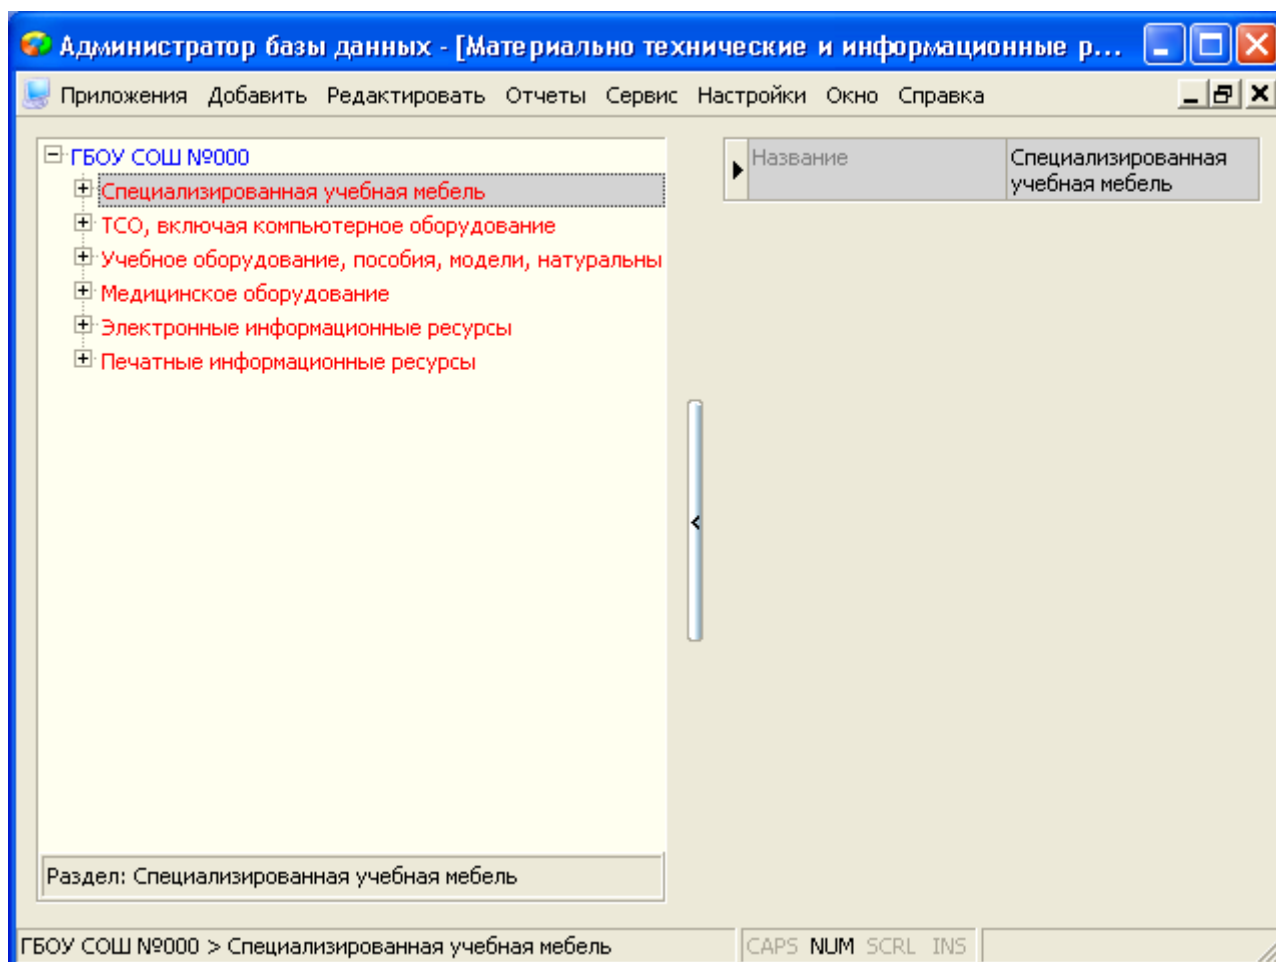 Администратор базы данных - [Материально технические и информационные р...
Приложения Добавить Редактировать Отчеты Сервис Настройки Окно Справка
ГБОУ СОШ №000
Специализированная учебная мебель
ТСО, включая компьютерное оборудование
Учебное оборудование, пособия, модели, натуральны
Медицинское оборудование
Электронные информационные ресурсы
Печатные информационные ресурсы
Раздел: Специализированная учебная мебель
Название
Специализированная
учебная мебель
ГБОУ СОШ №000 > Специализированная учебная мебель
CAPS NUM SCRL INS